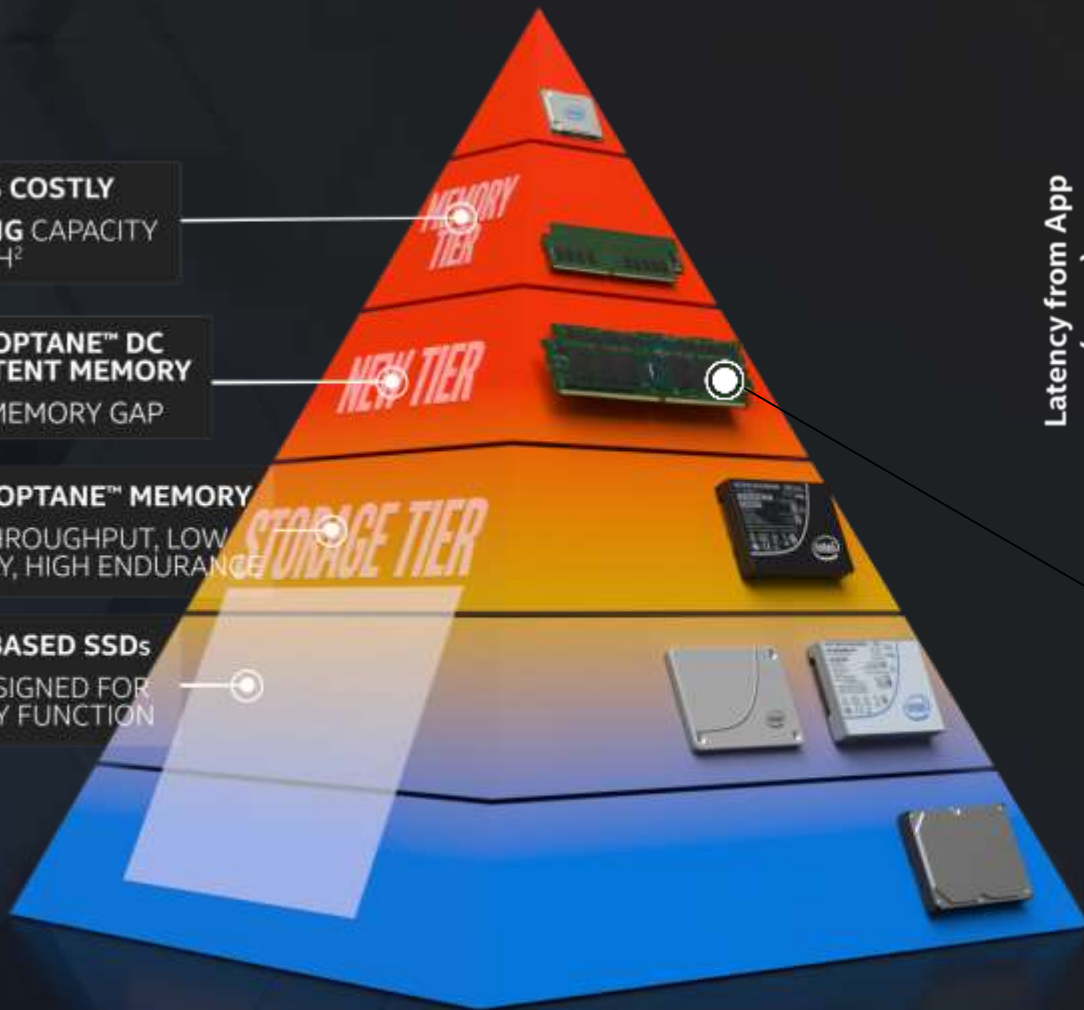 COSTLY
NG CAPACITY
H²
OPTANE™ DC
TENT MEMORY
MEMORY GAP
OPTANE™ MEMORY
HROUGHPUT, LOW
Y, HIGH ENDURANCE
BASED SSDs
SIGNED FOR
Y FUNCTION
MEMORY
TIER
NEW TIER
STORAGE TIER
Latency from App